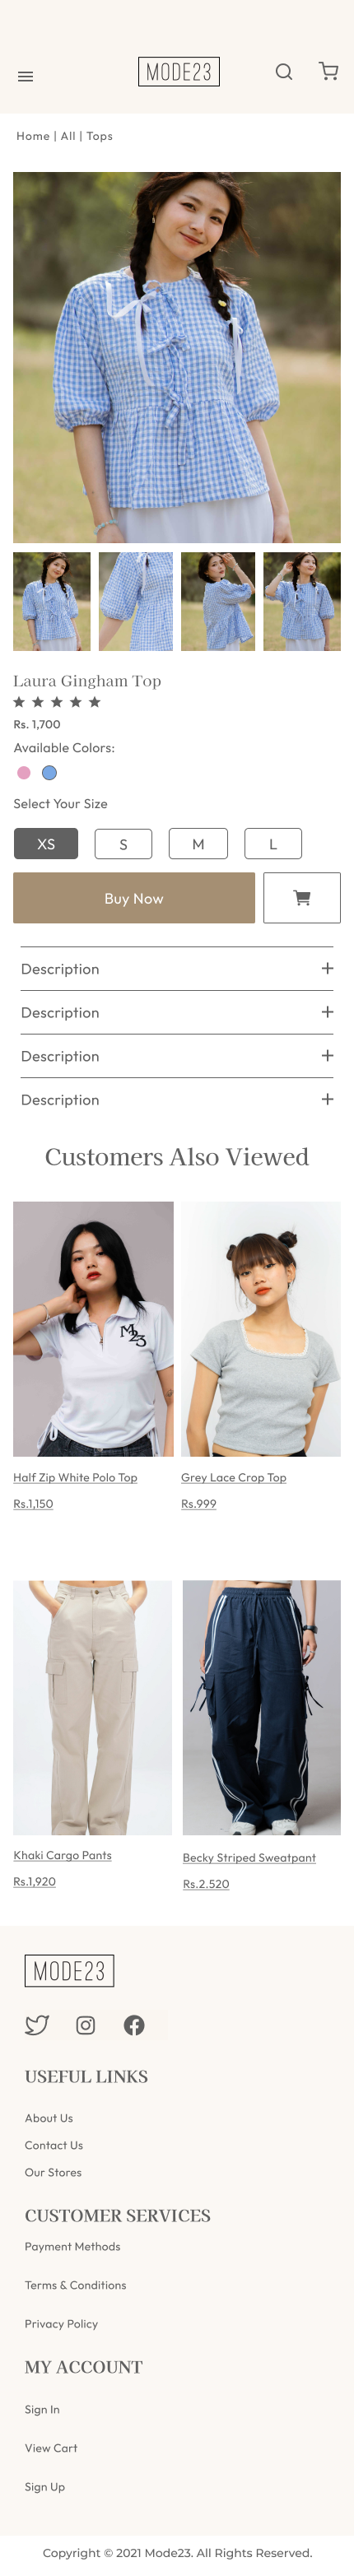 MODE23
Home | All | Tops
Laura Gingham Top
Rs. 1,700
Available Colors:
Select Your Size
XS S M L
Buy Now
Description
Description
Description
Description
Customers Also Viewed
M23
Half Zip White Polo Top
Rs.1,150
Grey Lace Crop Top
Rs.999
Khaki Cargo Pants
Rs.1,920
Becky Striped Sweatpant
Rs.2.520
MODE23
USEFUL LINKS
About Us
Contact Us
Our Stores
CUSTOMER SERVICES
Payment Methods
Terms & Conditions
Privacy Policy
MY ACCOUNT
Sign In
View Cart
Sign Up
Copyright © 2021 Mode23. All Rights Reserved.